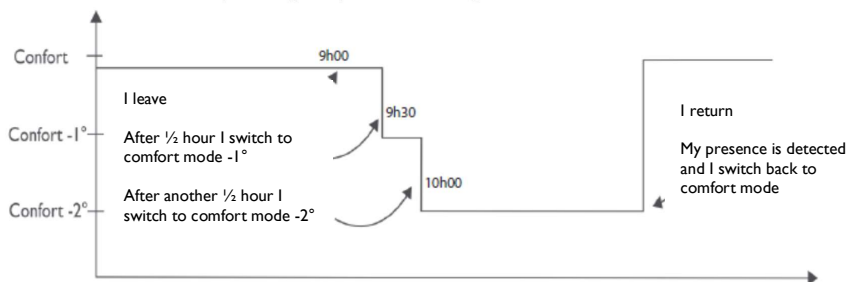 Confort
9h00
I leave
9h30
I return
Confort -1°
After ½ hour I switch to
comfort mode -1°
My presence is detected
and I switch back to
comfort mode
After another ½ hour I
switch to comfort mode -2°
10h00
Confort -2°